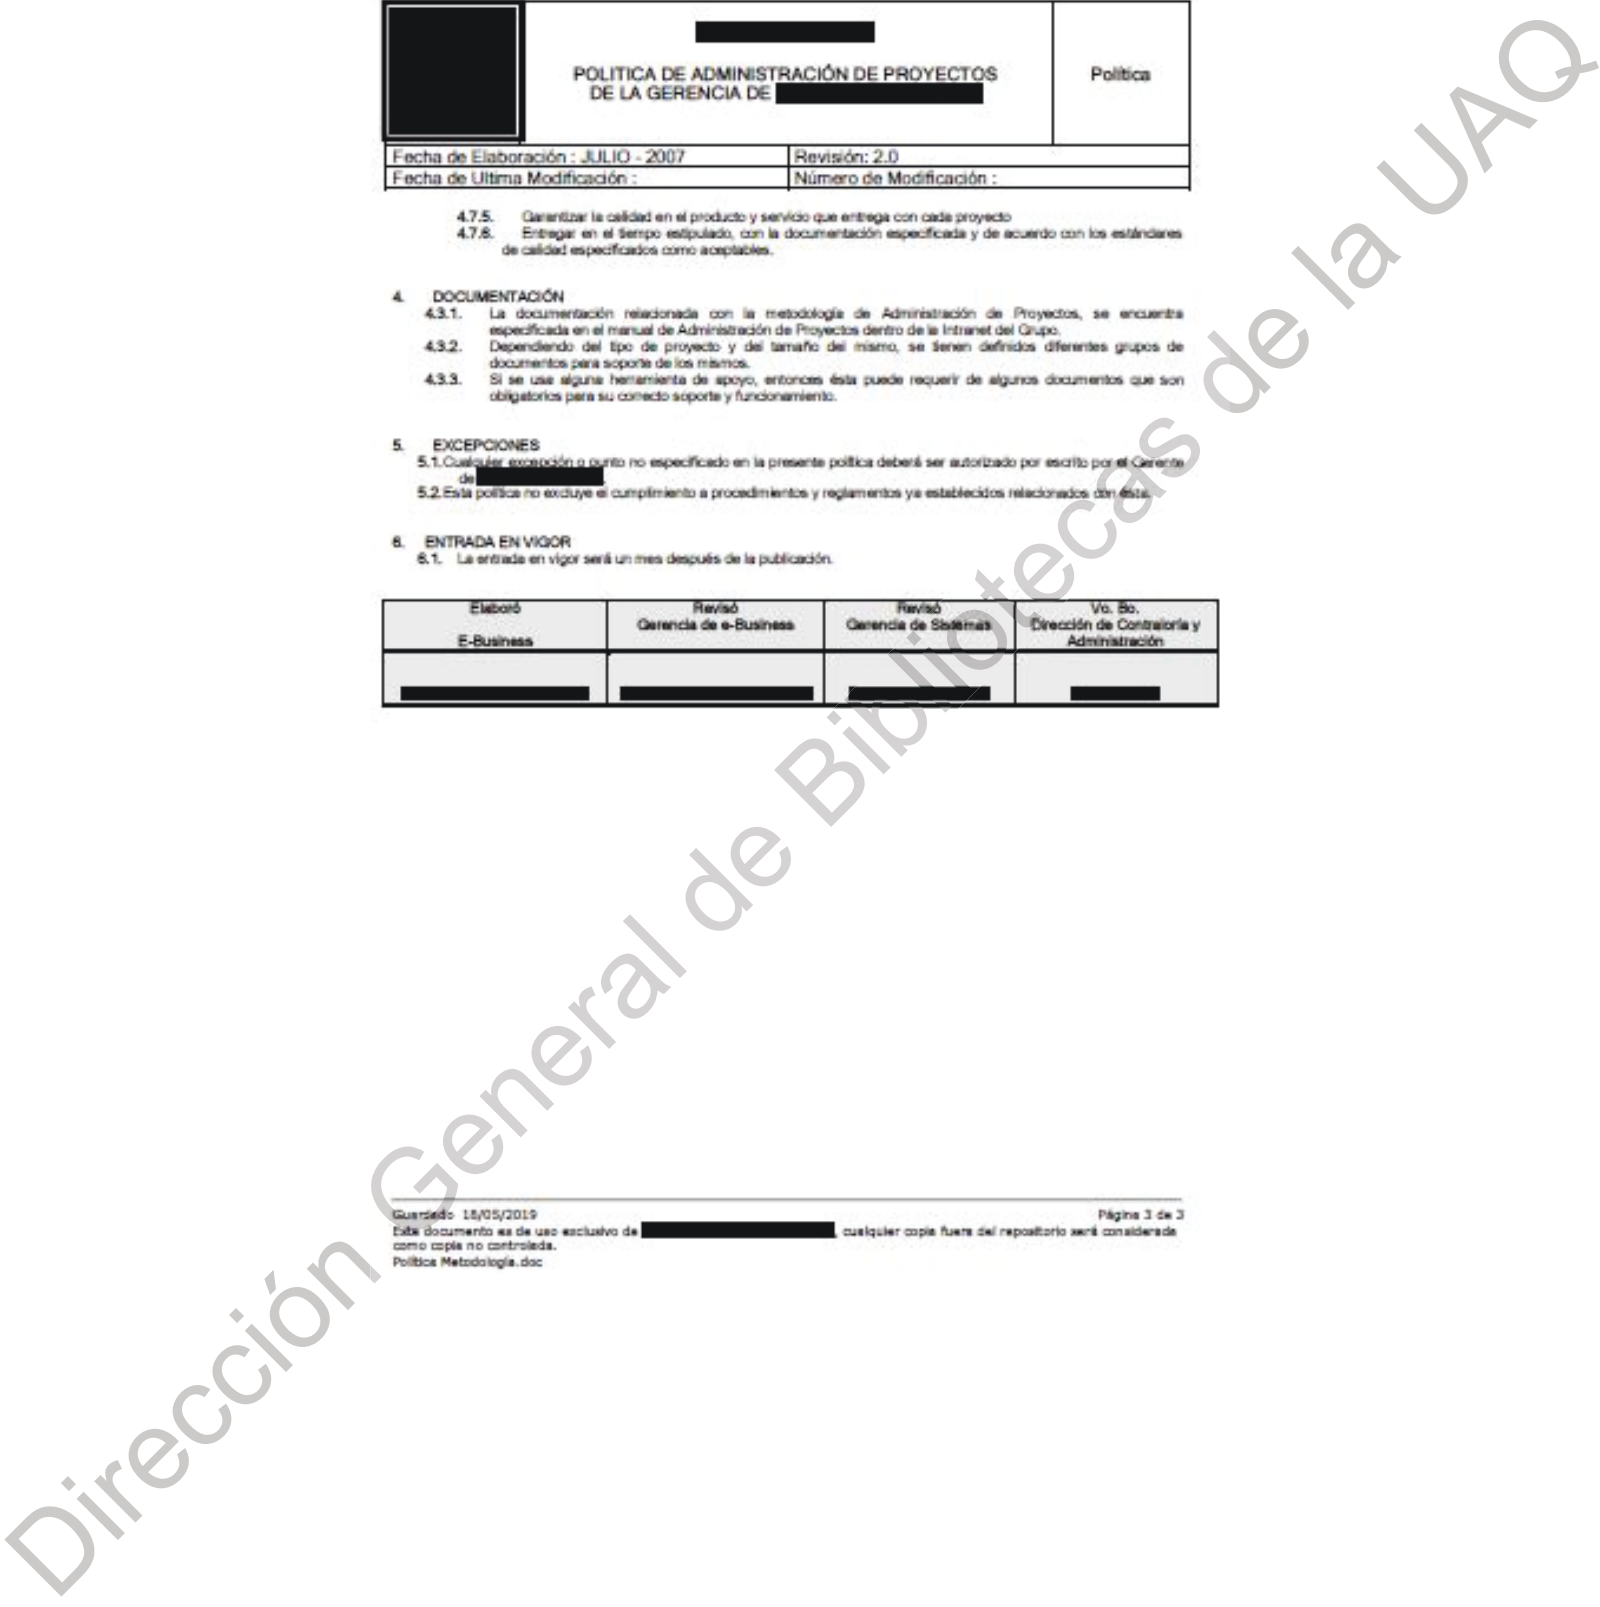 POLITICA DE ADMINISTRACIÓN DE PROYECTOS
DE LA GERENCIA DE
Política
Fecha de Elaboración : JULIO - 2007
Revisión: 2.0
Fecha de Ultima Modificación :
Número de Modificación :
4.7.5. Garantizar la calidad en el producto y servicio que entrega con cada proyecto
4.7.6. Entregar en el tiempo estipulado, con la documentación especificada y de acuerdo con los estándares
de calidad especificados como aceptables.
4. DOCUMENTACIÓN
4.3.1. La documentación relacionada con la metodología de Administración de Proyectos, se encuentra
especificada en el manual de Administración de Proyectos dentro de la Intranet del Grupo.
4.3.2. Dependiendo del tipo de proyecto y del tamaño del mismo, se tienen definidos diferentes grupos de
documentos para soporte de los mismos.
4.3.3. Si se usa alguna herramienta de apoyo, entonces ésta puede requerir de algunos documentos que son
obligatorios para su correcto soporte y funcionamiento.
5. EXCEPCIONES
5.1. Cualquier excepción o punto no especificado en la presente política deberá ser autorizado por escrito por el Gerente
de
5.2. Esta política no excluye el cumplimiento a procedimientos y reglamentos ya establecidos relacionados con ésta.
6. ENTRADA EN VIGOR
6.1. La entrada en vigor será un mes después de la publicación.
Elaboró
E-Business
Revisó
Gerencia de e-Business
Revisó
Gerencia de Sistemas
Vo. Bo.
Dirección de Contraloría y
Administración
Guardado 18/05/2019
Página 3 de 3
Este documento es de uso exclusivo de , cualquier copia fuera del repositorio será considerada
como copia no controlada.
Política Metodología.doc
Dirección General de Bibliotecas de la UAQ